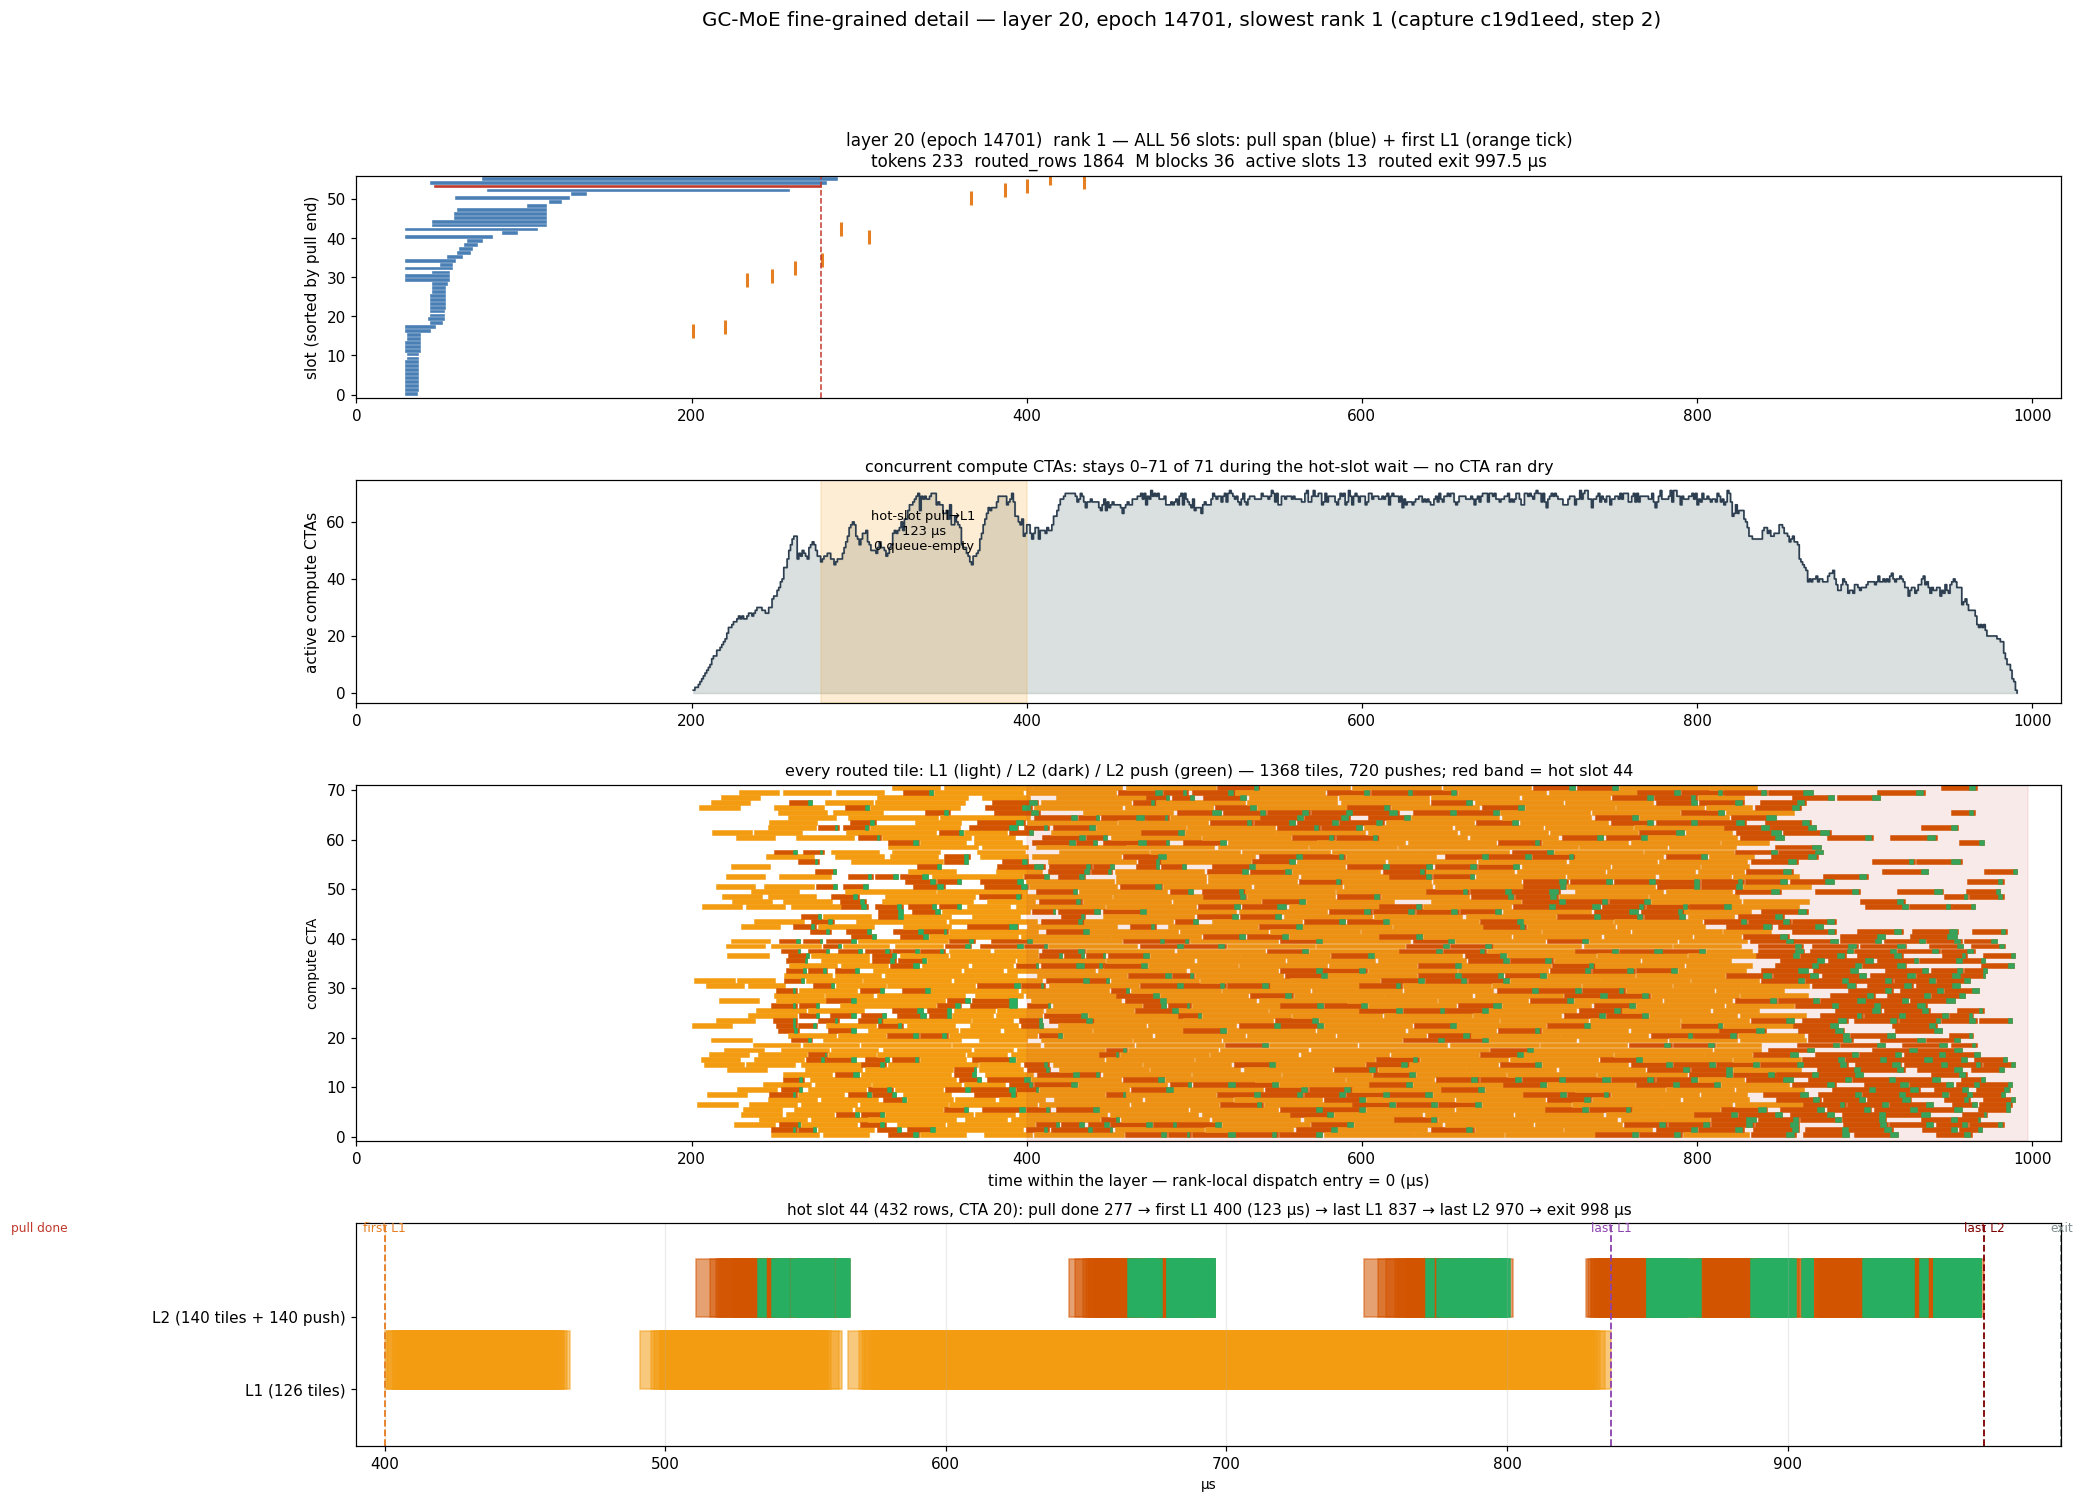 GC-MoE fine-grained detail — layer 20, epoch 14701, slowest rank 1 (capture c19d1eed, step 2)
layer 20 (epoch 14701)  rank 1 — ALL 56 slots: pull span (blue) + first L1 (orange tick)
tokens 233  routed_rows 1864  M blocks 36  active slots 13  routed exit 997.5 µs
slot (sorted by pull end)
50
40
30
20
10
0
0 200 400 600 800 1000
concurrent compute CTAs: stays 0–71 of 71 during the hot-slot wait — no CTA ran dry
active compute CTAs
60
40
20
0
hot-slot pull→L1
123 µs
0 queue-empty
0 200 400 600 800 1000
every routed tile: L1 (light) / L2 (dark) / L2 push (green) — 1368 tiles, 720 pushes; red band = hot slot 44
compute CTA
70
60
50
40
30
20
10
0
0 200 400 600 800 1000
time within the layer — rank-local dispatch entry = 0 (µs)
hot slot 44 (432 rows, CTA 20): pull done 277 → first L1 400 (123 µs) → last L1 837 → last L2 970 → exit 998 µs
pull done first L1 last L1 last L2 exit
L2 (140 tiles + 140 push)
L1 (126 tiles)
400 500 600 700 800 900
µs